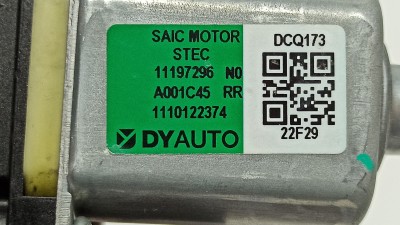 SAIC MOTOR
STEC
11197296 N0
A001C45 RR
1110122374
DYAUTO
DCQ173
22F29